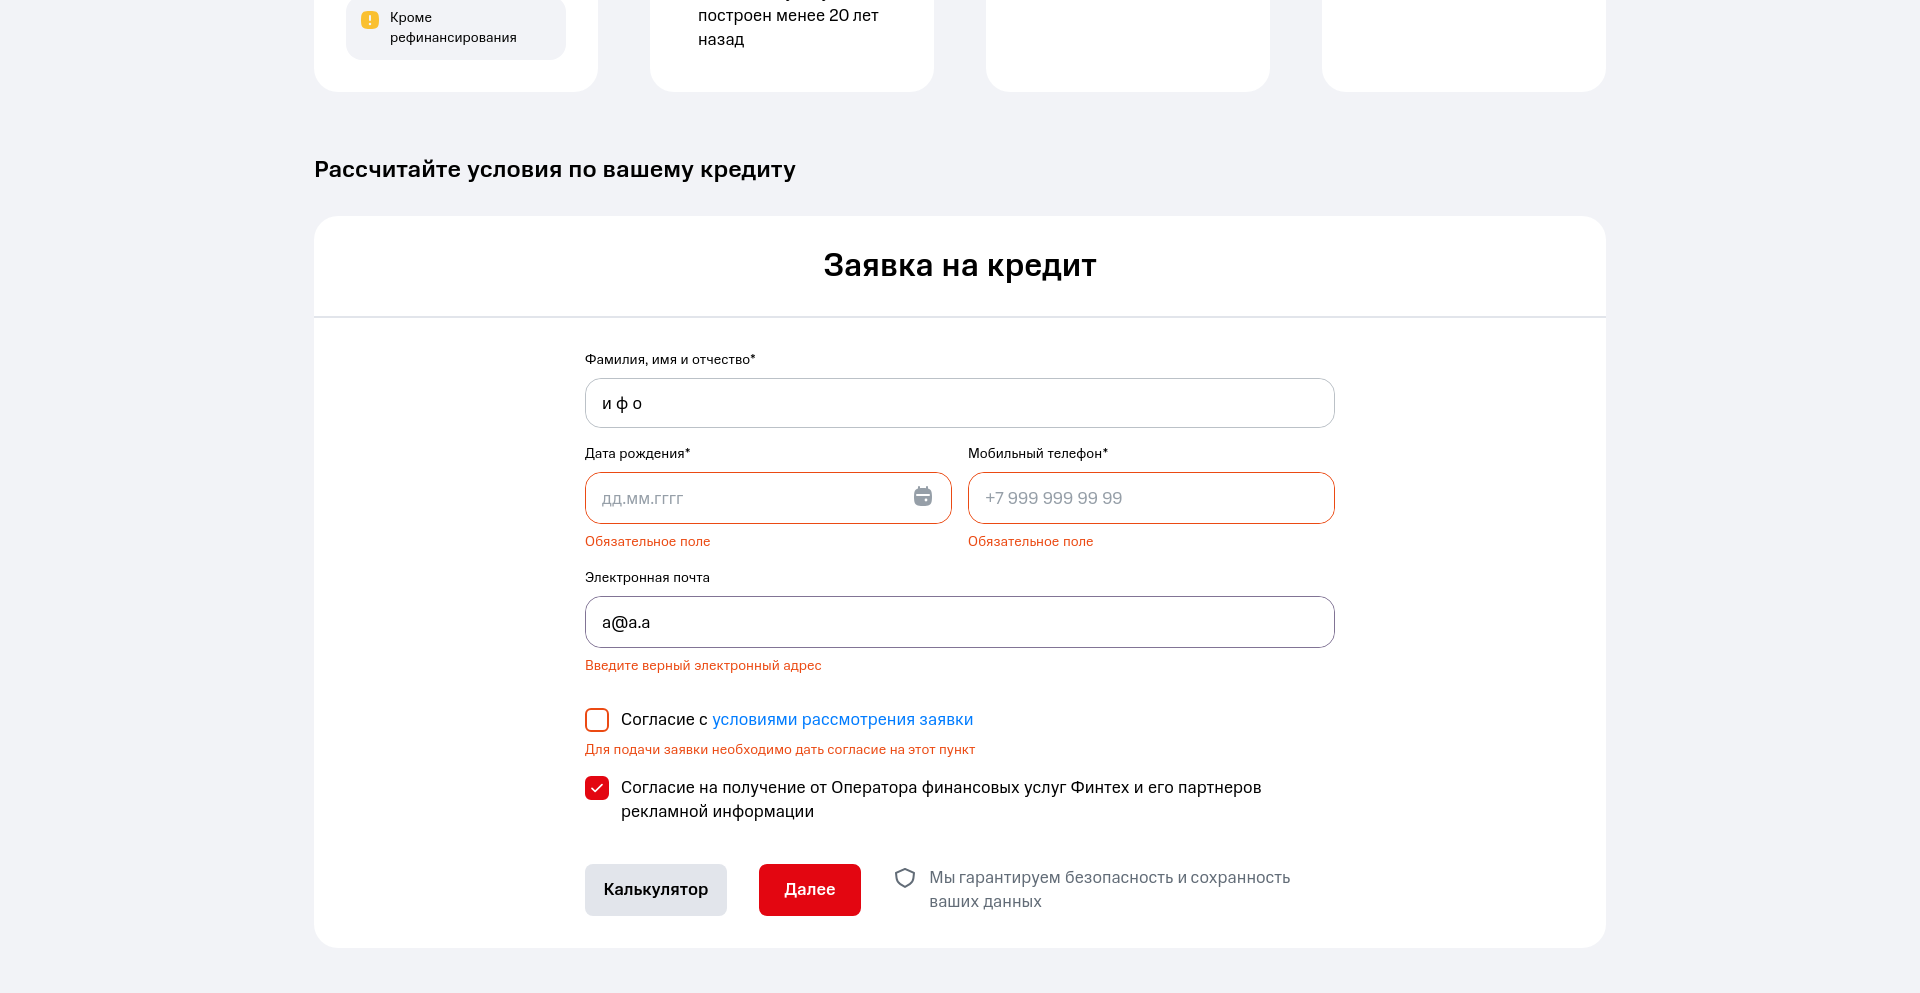 Кроме
рефинансирования
построен менее 20 лет
назад
Рассчитайте условия по вашему кредиту
Заявка на кредит
Фамилия, имя и отчество*
и ф о
Дата рождения*
Мобильный телефон*
дд.мм.гггг
+7 999 999 99 99
Обязательное поле
Обязательное поле
Электронная почта
a@a.a
Введите верный электронный адрес
Согласие с условиями рассмотрения заявки
Для подачи заявки необходимо дать согласие на этот пункт
Согласие на получение от Оператора финансовых услуг Финтех и его партнеров
рекламной информации
Калькулятор
Далее
Мы гарантируем безопасность и сохранность
ваших данных